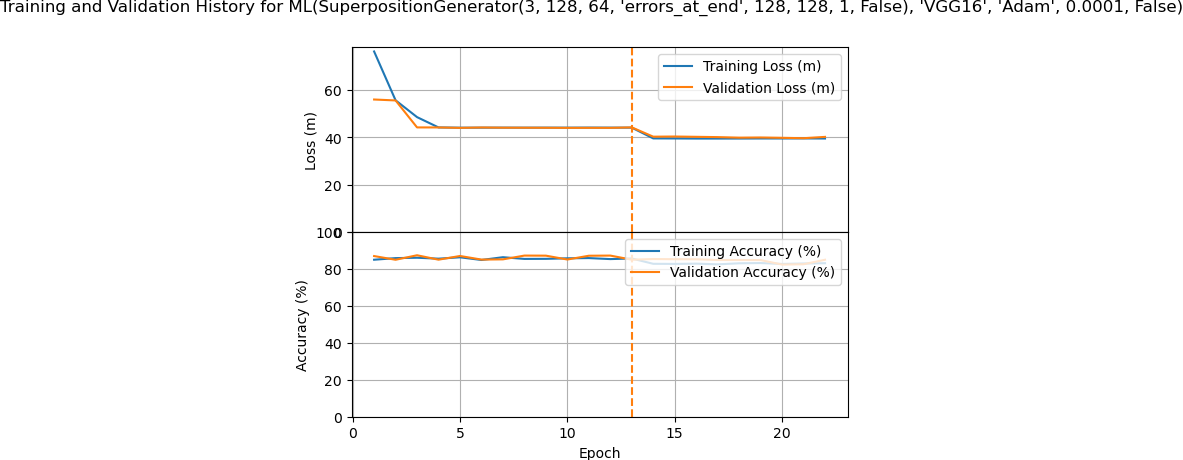 Training and Validation History for ML(SuperpositionGenerator(3, 128, 64, 'errors_at_end', 128, 128, 1, False), 'VGG16', 'Adam', 0.0001, False)
Training Loss (m)
Validation Loss (m)
Loss (m)
60
40
20
0
Training Accuracy (%)
Validation Accuracy (%)
Accuracy (%)
100
80
60
40
20
0
0 5 10 15 20
Epoch